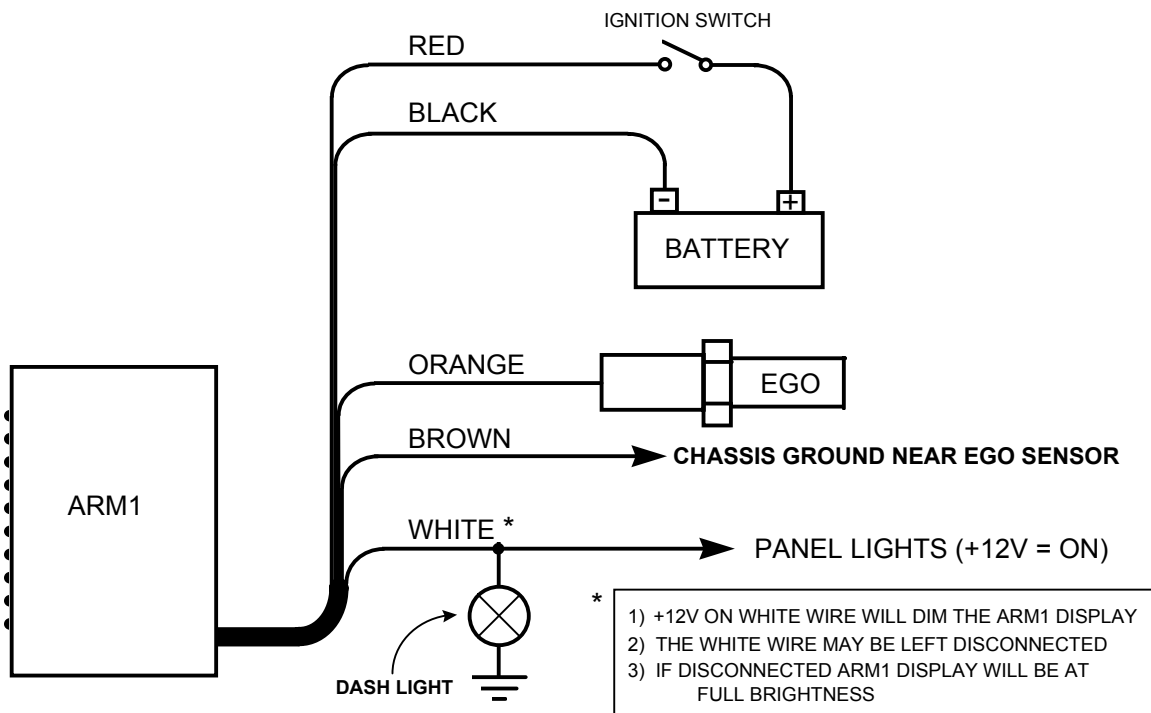 IGNITION SWITCH
RED
BLACK
-
+
BATTERY
ORANGE
EGO
BROWN
CHASSIS GROUND NEAR EGO SENSOR
ARM1
WHITE *
PANEL LIGHTS (+12V = ON)
DASH LIGHT
*
1) +12V ON WHITE WIRE WILL DIM THE ARM1 DISPLAY
2) THE WHITE WIRE MAY BE LEFT DISCONNECTED
3) IF DISCONNECTED ARM1 DISPLAY WILL BE AT
FULL BRIGHTNESS